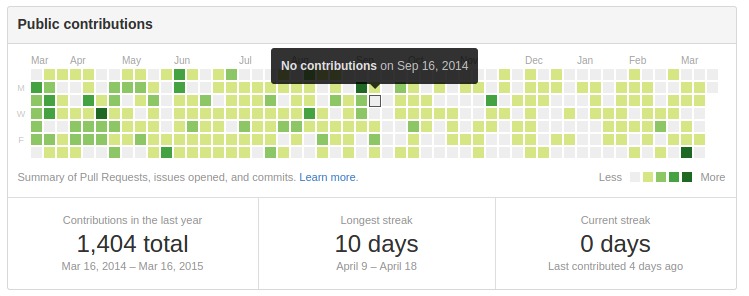 Public contributions
Mar Apr May Jun Jul Dec Jan Feb Mar
No contributions on Sep 16, 2014
M
W
F
Summary of Pull Requests, issues opened, and commits. Learn more.
Less More
Contributions in the last year
1,404 total
Mar 16, 2014 – Mar 16, 2015
Longest streak
10 days
April 9 – April 18
Current streak
0 days
Last contributed 4 days ago